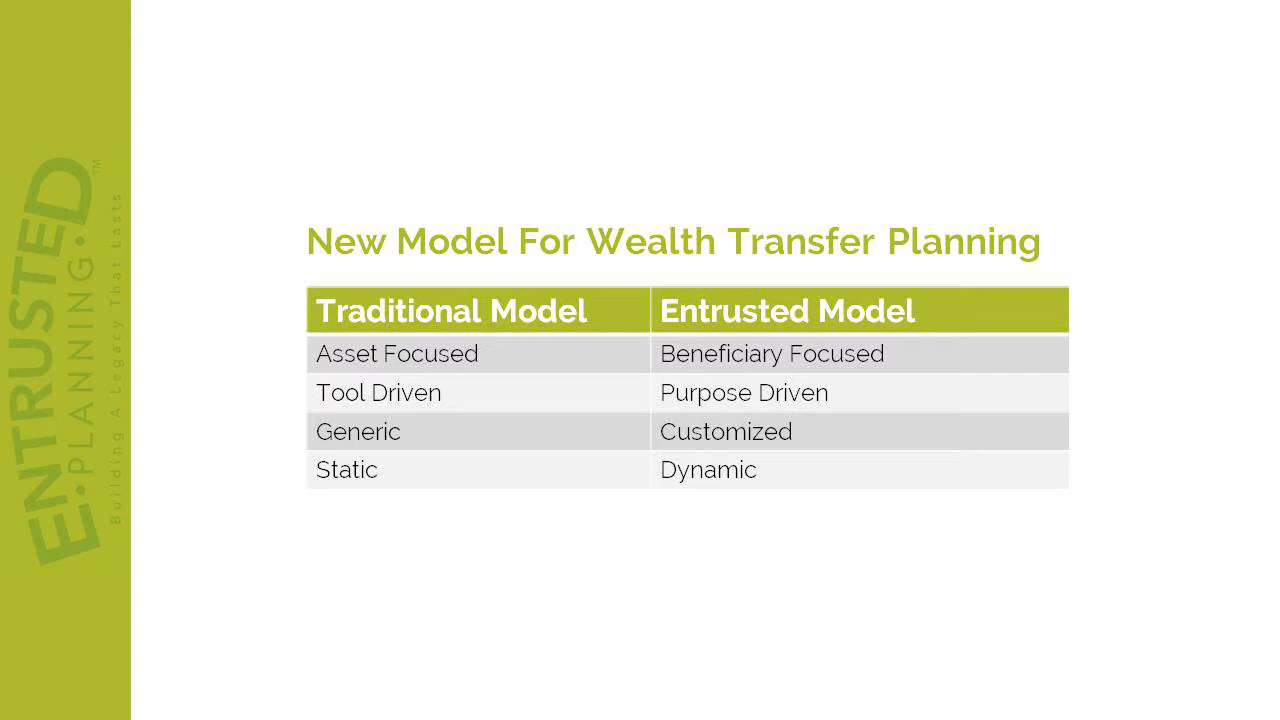 ENTRUSTED
E.PLANNING.D™
Building A Legacy That Lasts
New Model For Wealth Transfer Planning
Traditional Model Entrusted Model
Asset Focused Beneficiary Focused
Tool Driven Purpose Driven
Generic Customized
Static Dynamic